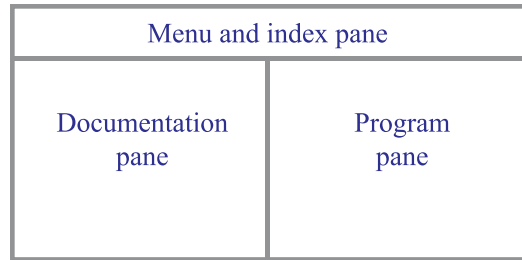 Menu and index pane
Documentation
pane
Program
pane